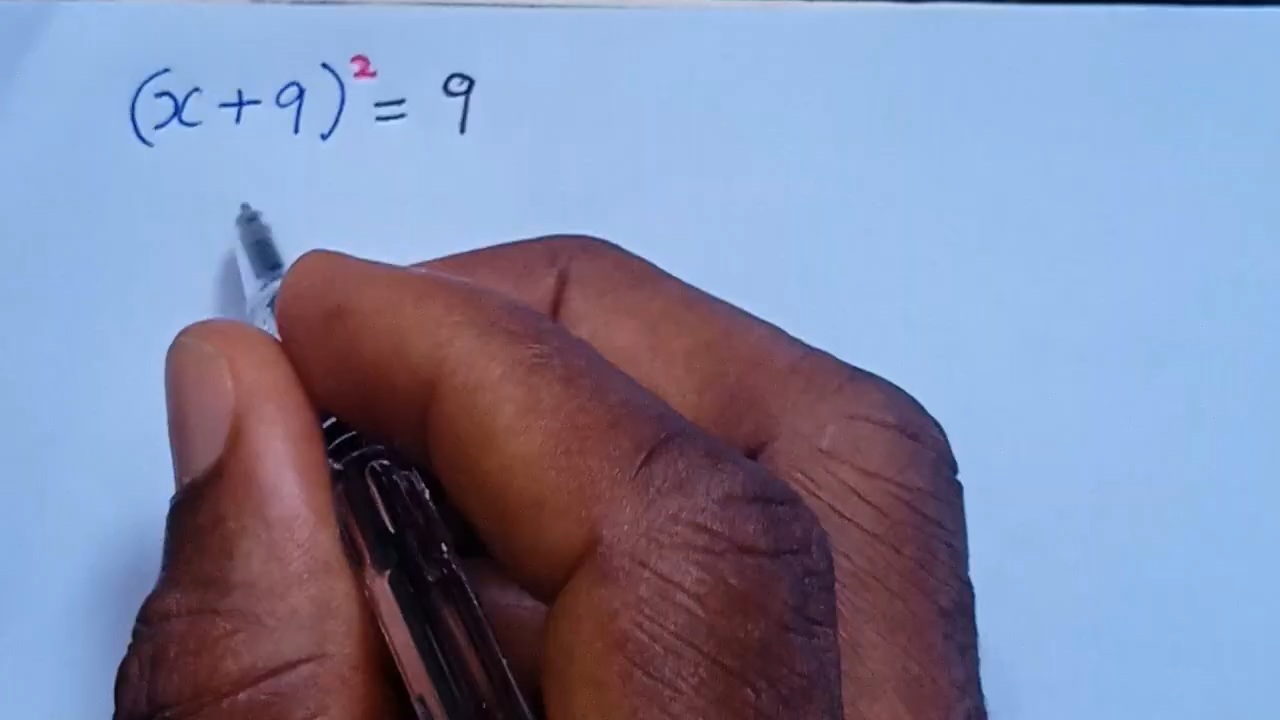 (x+9)² = 9